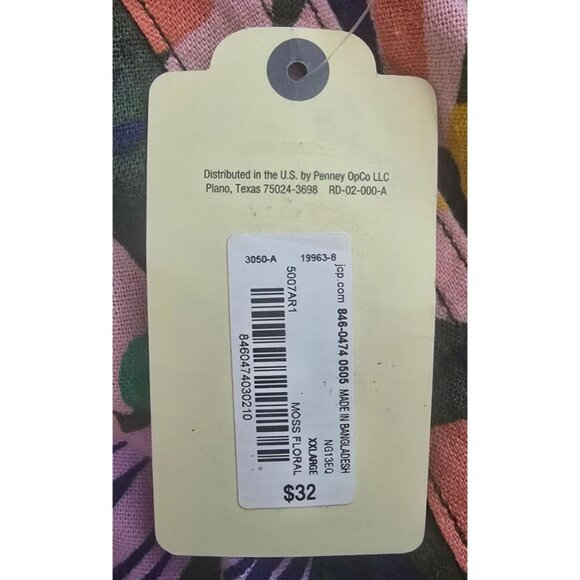 Distributed in the U.S. by Penney OpCo LLC
Plano, Texas 75024-3698 RD-02-000-A
3050-A 19963-8
jcp.com 846-0474 0505 MADE IN BANGLADESH
NG13EQ
XXLARGE
5007AR1 MOSS FLORAL
8460474030210
$32